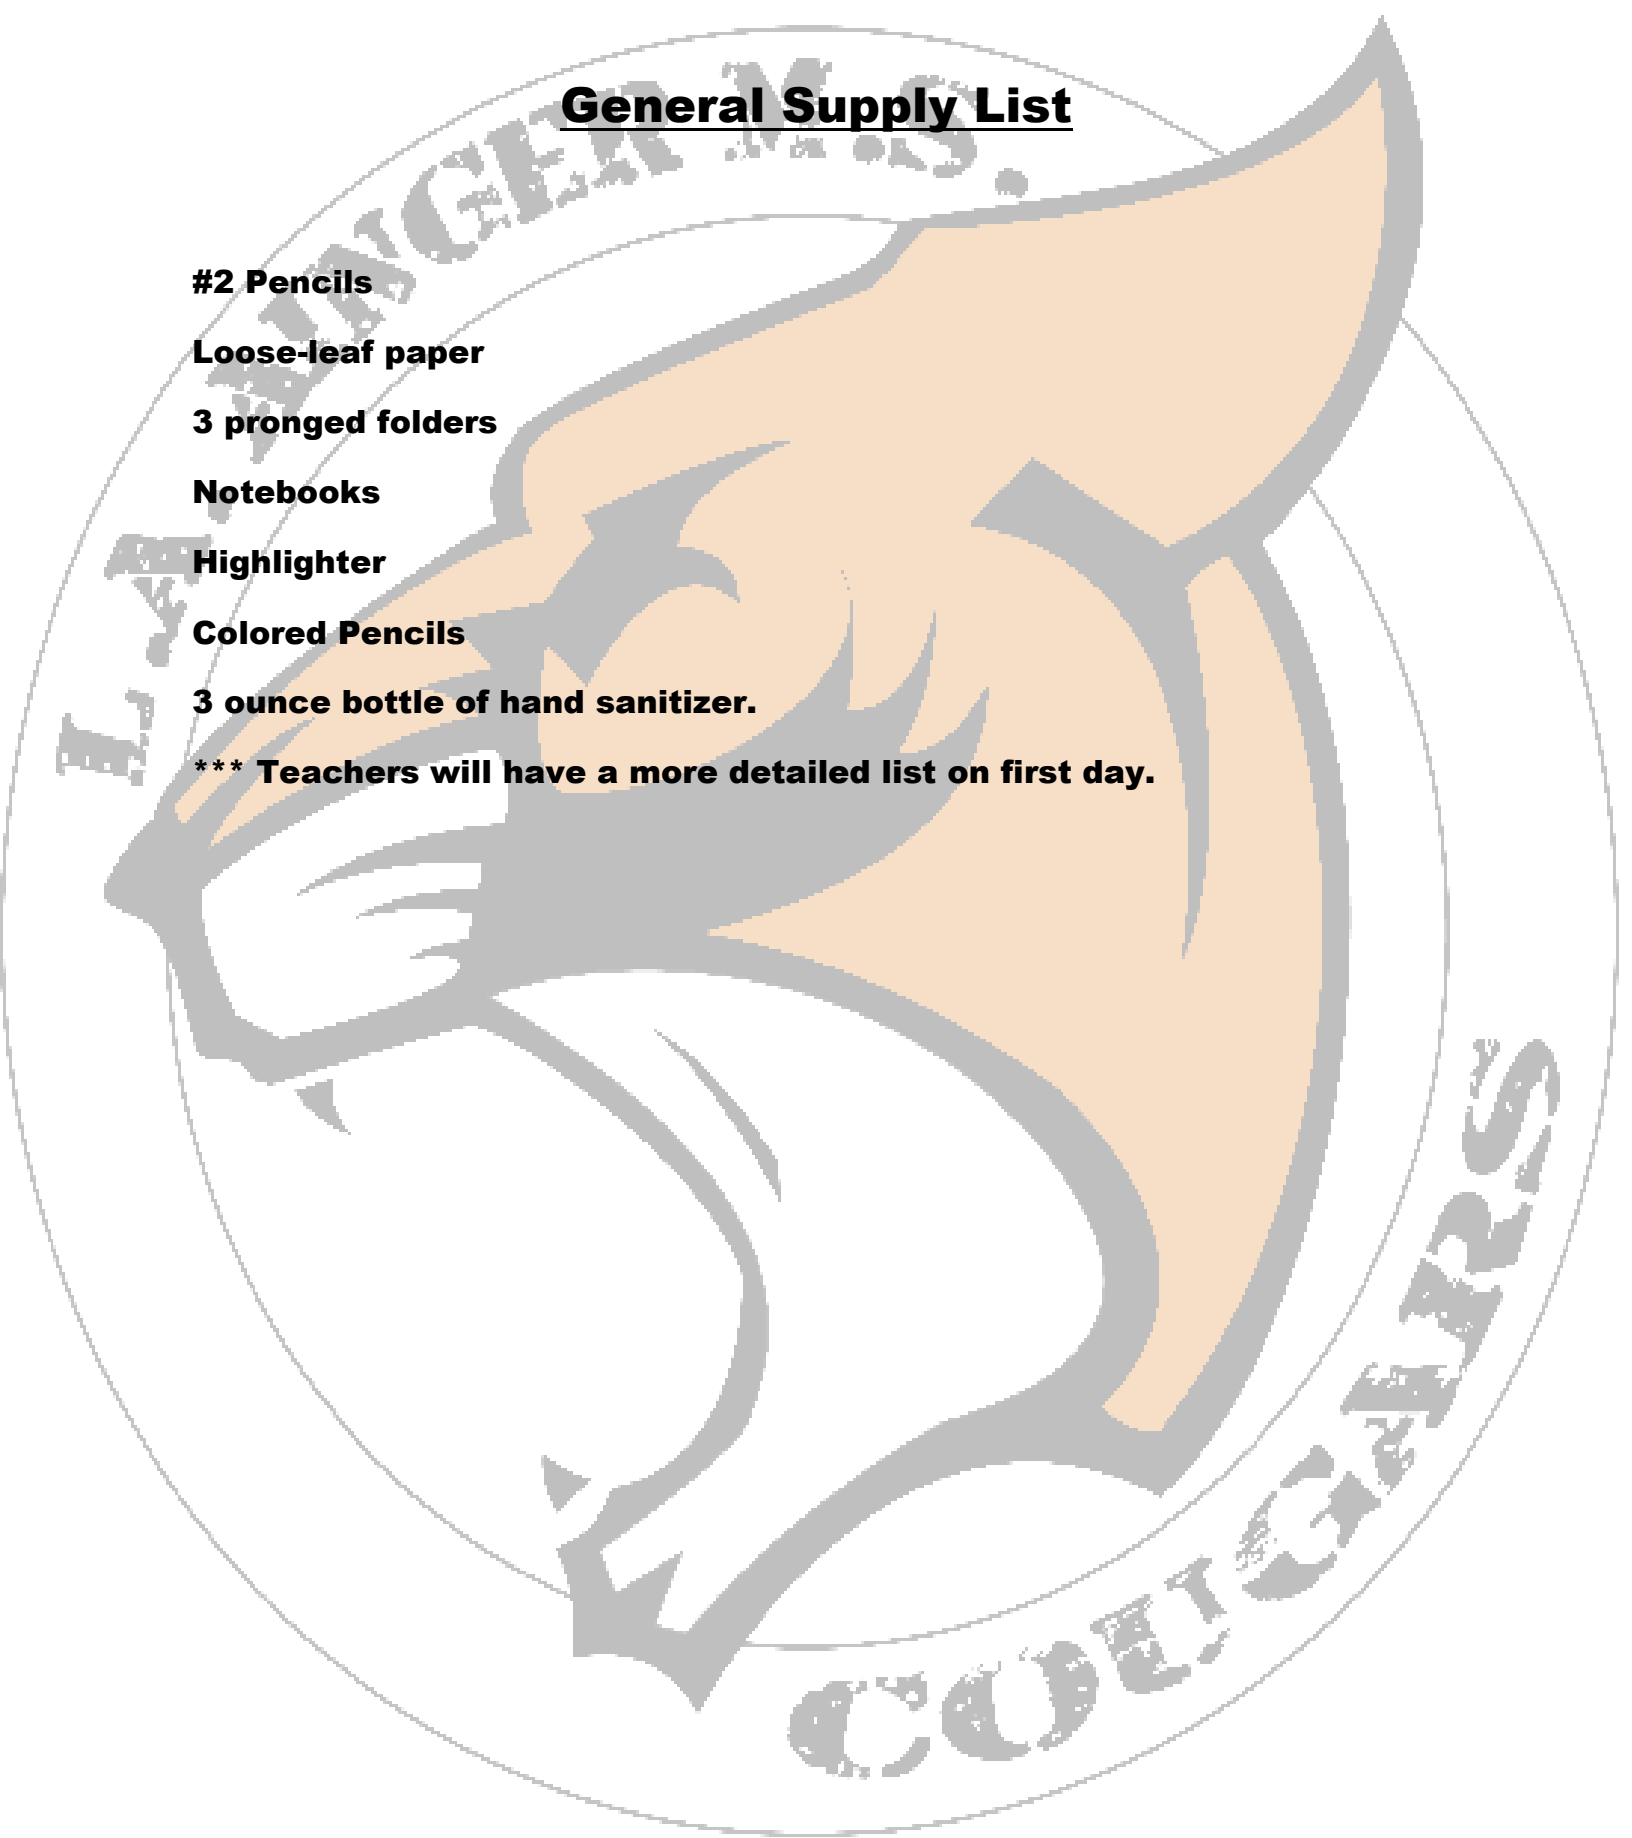 General Supply List
L.A. AINGER M.S.
#2 Pencils
Loose-leaf paper
3 pronged folders
Notebooks
Highlighter
Colored Pencils
3 ounce bottle of hand sanitizer.
*** Teachers will have a more detailed list on first day.
COUGARS